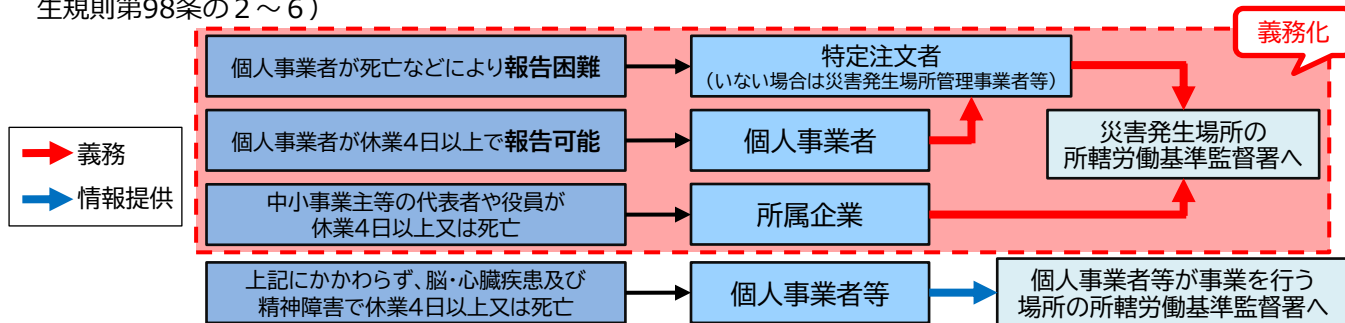 生規則第98条の2～6）
義務化
個人事業者が死亡などにより報告困難
特定注文者
（いない場合は災害発生場所管理事業者等）
個人事業者が休業4日以上で報告可能
個人事業者
災害発生場所の
所轄労働基準監督署へ
義務
情報提供
中小事業主等の代表者や役員が
休業4日以上又は死亡
所属企業
上記にかかわらず、脳・心臓疾患及び
精神障害で休業4日以上又は死亡
個人事業者等
個人事業者等が事業を行う
場所の所轄労働基準監督署へ